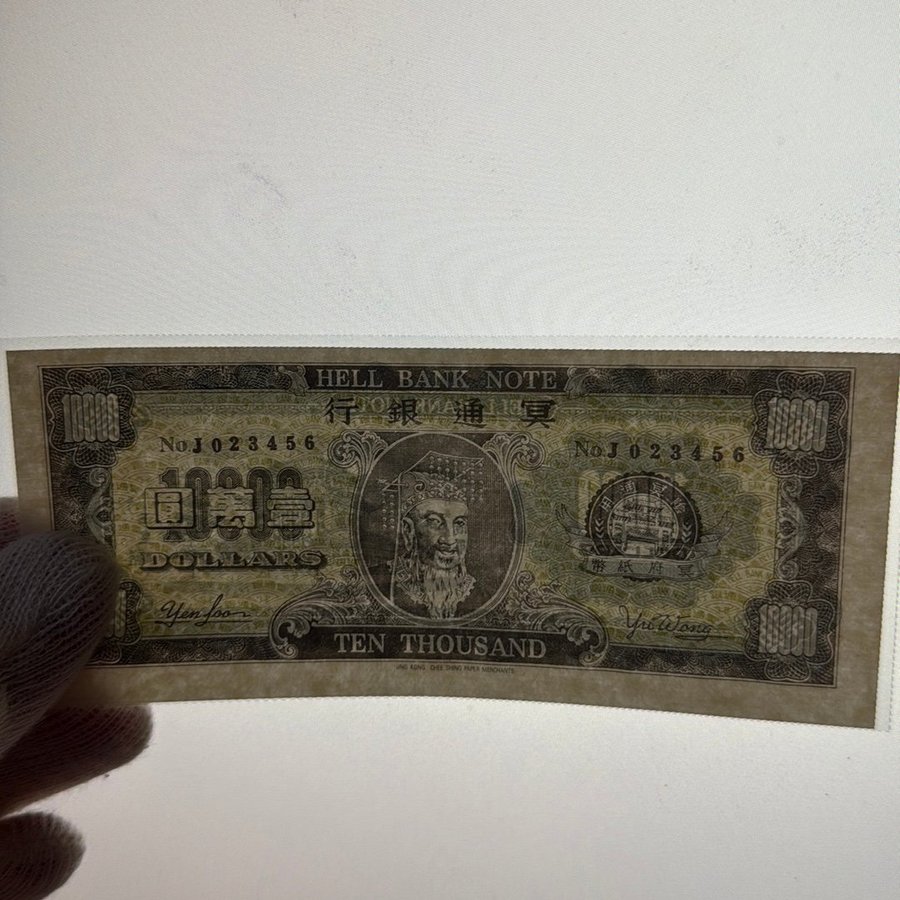 HELL BANK NOTE
行銀通冥
10000
10000
No J 023456
No J 023456
10000
圓萬壹
DOLLARS
幣紙府冥
Yen Loo
Yu Wong
10000
TEN THOUSAND